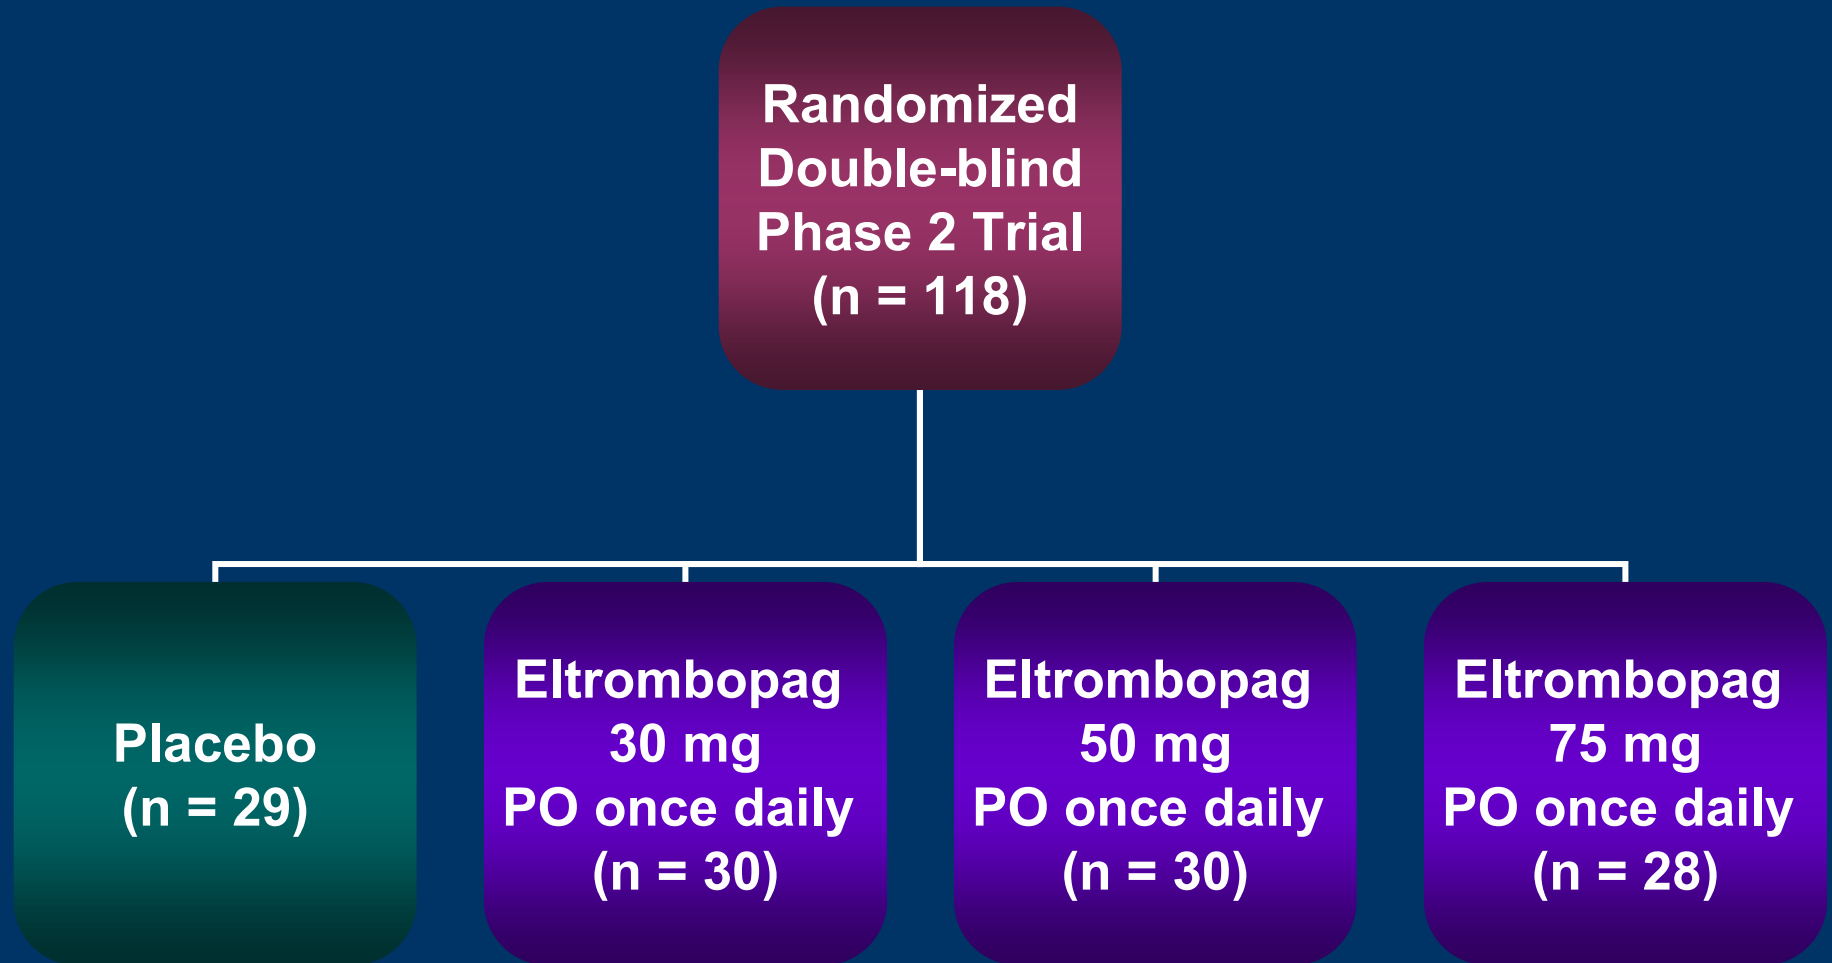 Randomized
Double-blind
Phase 2 Trial
(n = 118)
Placebo
(n = 29)
Eltrombopag
30 mg
PO once daily
(n = 30)
Eltrombopag
50 mg
PO once daily
(n = 30)
Eltrombopag
75 mg
PO once daily
(n = 28)